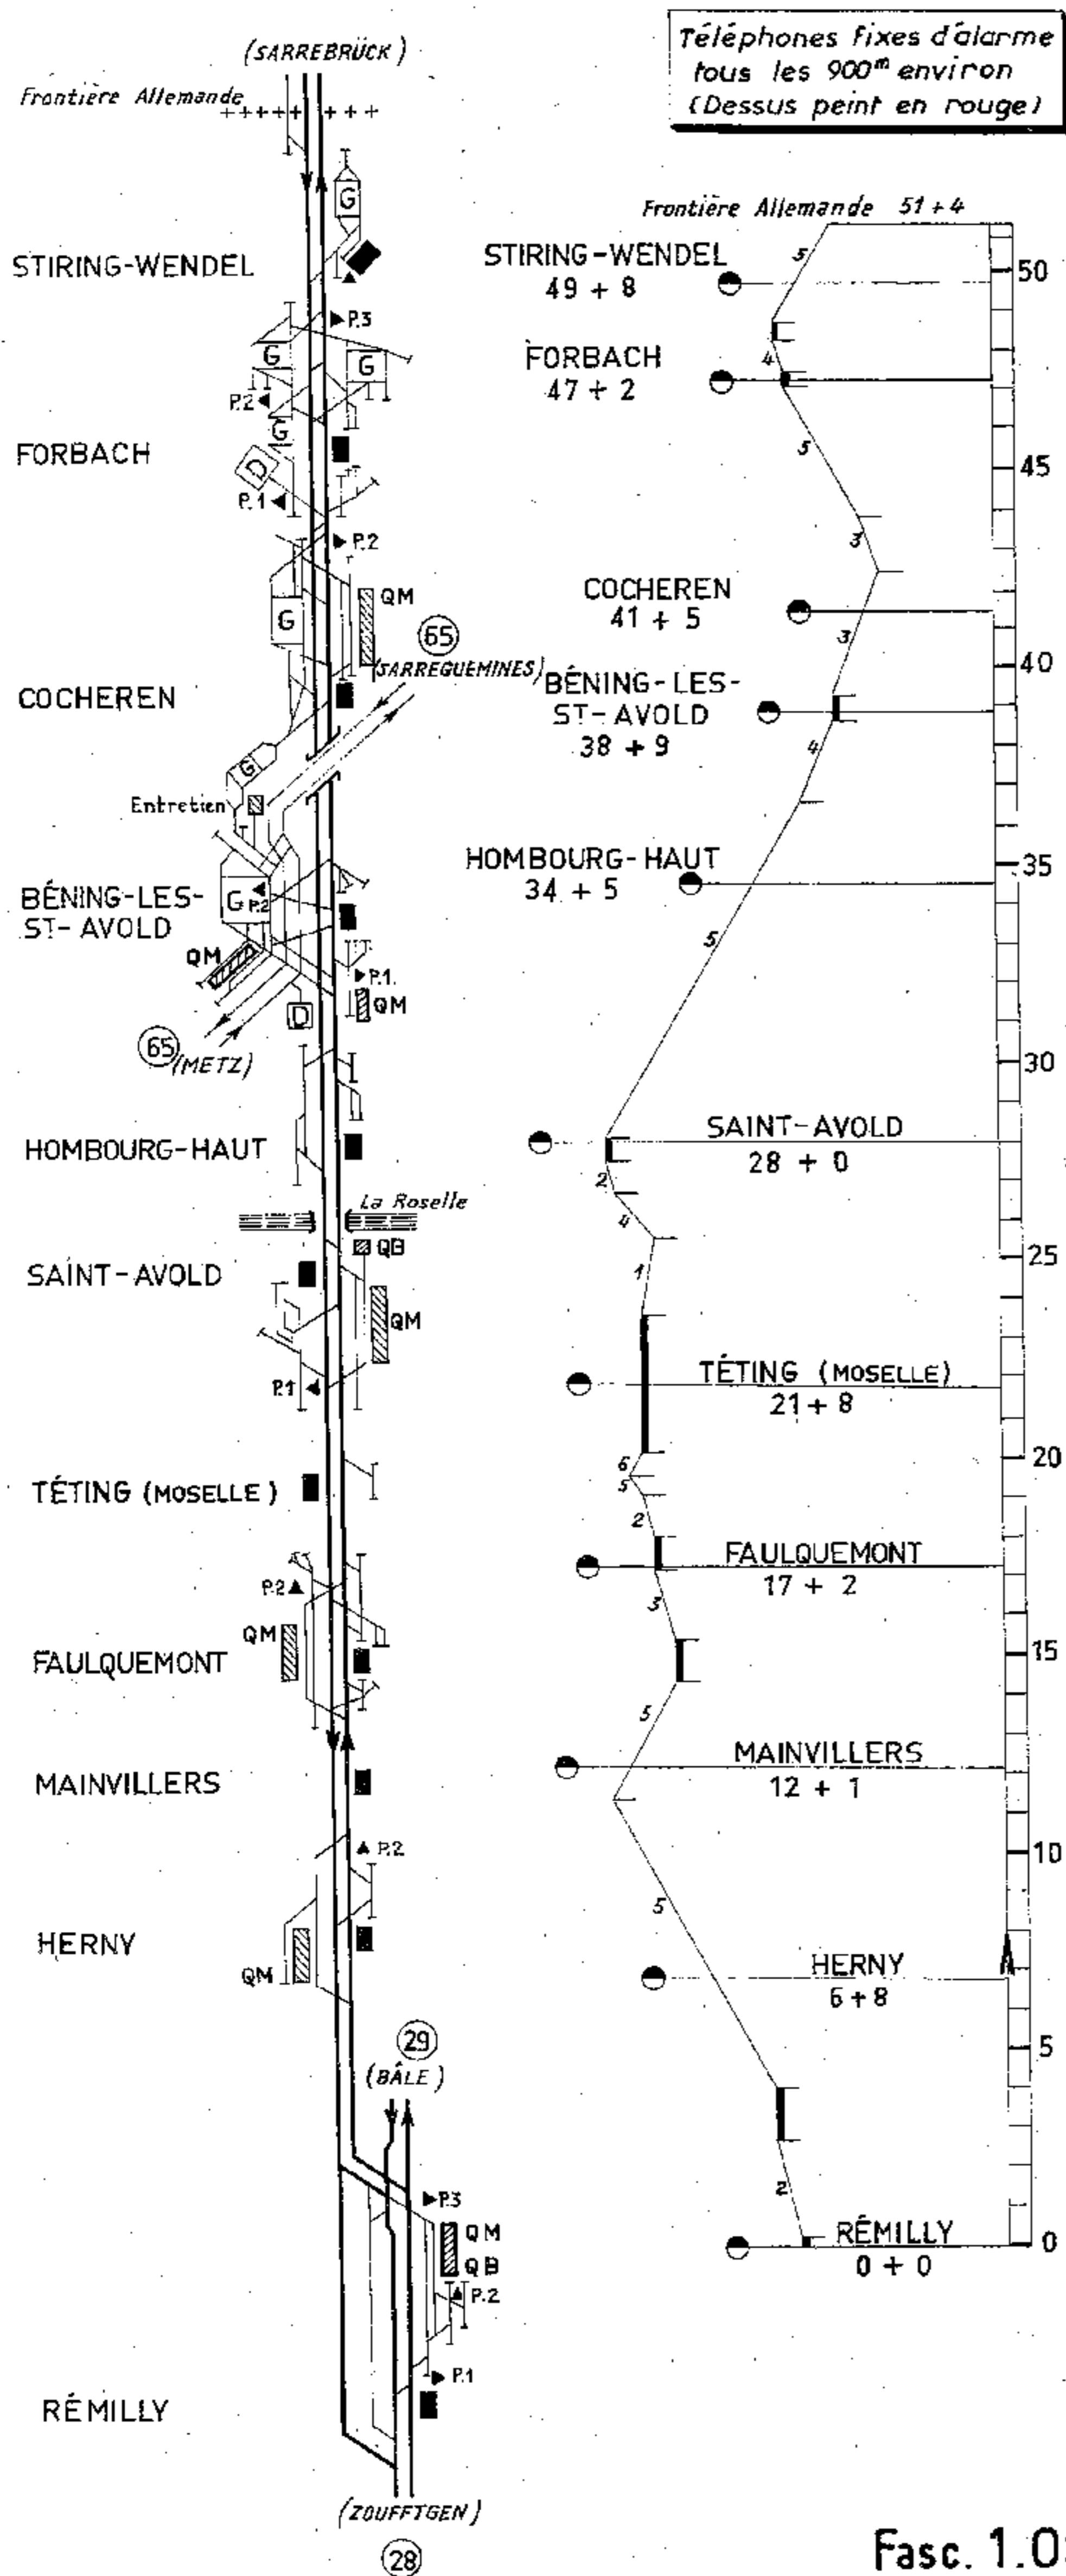 (SARREBRÜCK)
Téléphones fixes d'alarme
tous les 900m environ
(Dessus peint en rouge)
Frontière Allemande
+++++ +++
G
STIRING-WENDEL
P.3
G
G
P.2
G
FORBACH
D
P.1
P.2
QM
G
65
(SARREGUEMINES)
COCHEREN
G
Entretien
G
P.2
BÉNING-LES-
ST-AVOLD
QM
P.1.
QM
D
65
(METZ)
HOMBOURG-HAUT
La Roselle
QB
SAINT-AVOLD
QM
P.1
TÉTING (MOSELLE)
P.2
QM
FAULQUEMONT
MAINVILLERS
P.2
HERNY
QM
29
(BÂLE)
P.3
QM
QB
P.2
P.1
RÉMILLY
(ZOUFFTGEN)
28
Frontière Allemande 51+4
5
50
STIRING-WENDEL
49 + 8
4
FORBACH
47 + 2
5
45
3
COCHEREN
41 + 5
3
40
BÉNING-LES-
ST-AVOLD
38 + 9
4
35
HOMBOURG-HAUT
34 + 5
5
30
SAINT-AVOLD
28 + 0
2
4
25
1
TÉTING (MOSELLE)
21 + 8
20
6
5
2
FAULQUEMONT
17 + 2
3
15
5
MAINVILLERS
12 + 1
10
5
HERNY
6+8
5
2
RÉMILLY
0 + 0
0
Fasc. 1.0